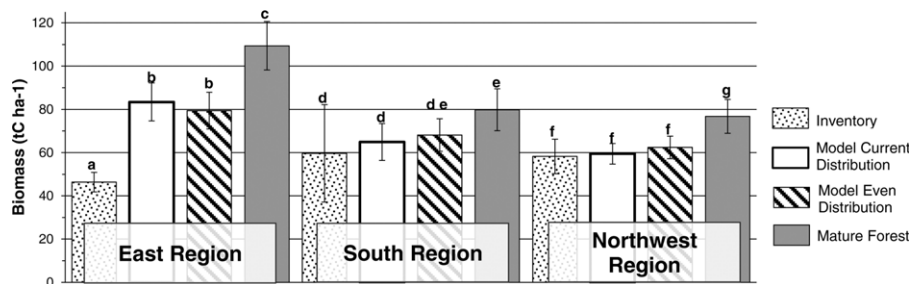 c
120
100
b
b
e
g
d
80
d e
d
f
f
f
60
a
40
20
0
Biomass (tC ha-1)
East Region
South Region
Northwest
Region
Inventory
Model Current
Distribution
Model Even
Distribution
Mature Forest